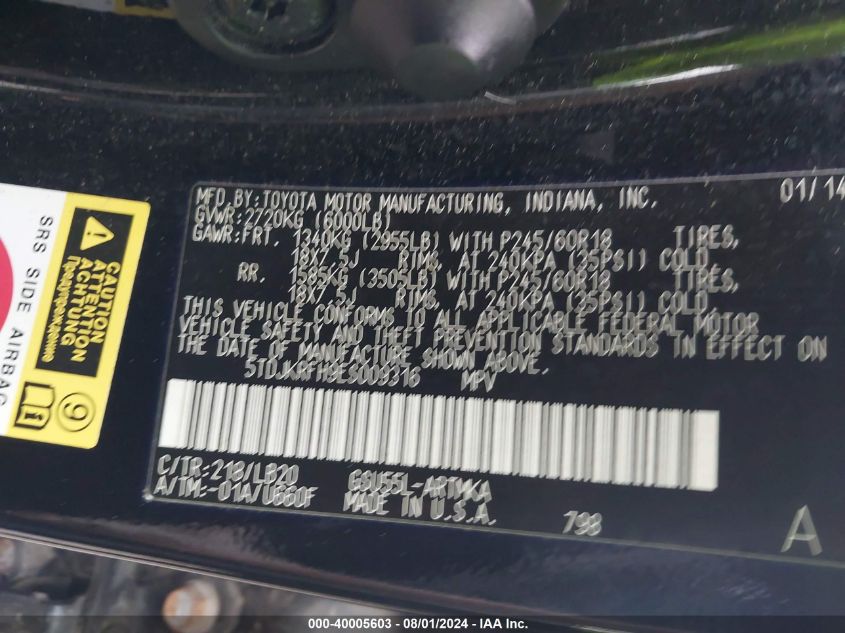 MFD.BY:TOYOTA MOTOR MANUFACTURING, INDIANA, INC. 01/14
GVWR:2720KG (6000LB)
GAWR:FRT. 1340KG (2955LB) WITH P245/60R18 TIRES,
18X7.5J RIMS, AT 240KPA (35PSI) COLD
RR. 1585KG (3505LB) WITH P245/60R18 TIRES,
18X7.5J RIMS, AT 240KPA (35PSI) COLD
THIS VEHICLE CONFORMS TO ALL APPLICABLE FEDERAL MOTOR
VEHICLE SAFETY AND THEFT PREVENTION STANDARDS IN EFFECT ON
THE DATE OF MANUFACTURE SHOWN ABOVE.
5TDJKRFH9ES009316 MPV
C/TR:218/LB20 GSU55L-ARTMKA
A/TM:-01A/U660F MADE IN U.S.A.
798
A
SRS SIDE AIRBAG
CAUTION
ATTENTION
ACHTUNG
9
000-40005603 - 08/01/2024 - IAA Inc.